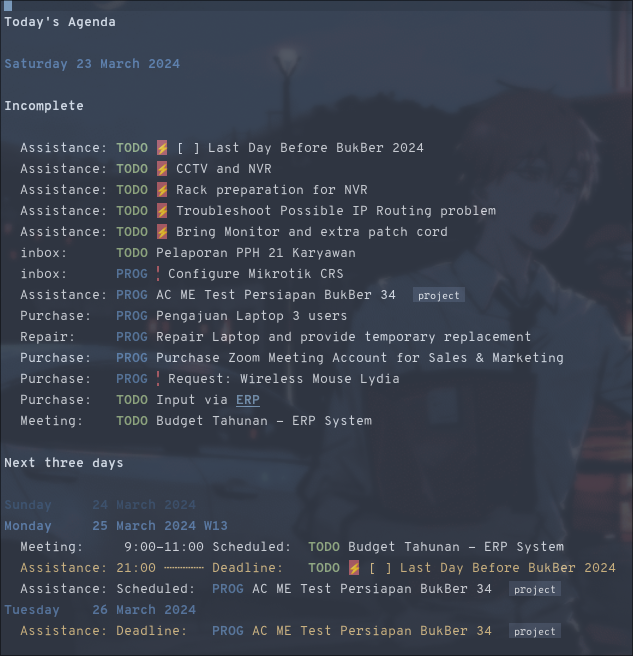 Today's Agenda
Saturday 23 March 2024
Incomplete
Assistance: TODO ⚡ [ ] Last Day Before BukBer 2024
Assistance: TODO ⚡ CCTV and NVR
Assistance: TODO ⚡ Rack preparation for NVR
Assistance: TODO ⚡ Troubleshoot Possible IP Routing problem
Assistance: TODO ⚡ Bring Monitor and extra patch cord
inbox: TODO Pelaporan PPH 21 Karyawan
inbox: PROG ¦ Configure Mikrotik CRS
Assistance: PROG AC ME Test Persiapan BukBer 34 project
Purchase: PROG Pengajuan Laptop 3 users
Repair: PROG Repair Laptop and provide temporary replacement
Purchase: PROG Purchase Zoom Meeting Account for Sales & Marketing
Purchase: PROG ¦ Request: Wireless Mouse Lydia
Purchase: TODO Input via ERP
Meeting: TODO Budget Tahunan - ERP System
Next three days
Sunday 24 March 2024
Monday 25 March 2024 W13
Meeting: 9:00-11:00 Scheduled: TODO Budget Tahunan - ERP System
Assistance: 21:00 ┄┄┄┄┄ Deadline: TODO ⚡ [ ] Last Day Before BukBer 2024
Assistance: Scheduled: PROG AC ME Test Persiapan BukBer 34 project
Tuesday 26 March 2024
Assistance: Deadline: PROG AC ME Test Persiapan BukBer 34 project